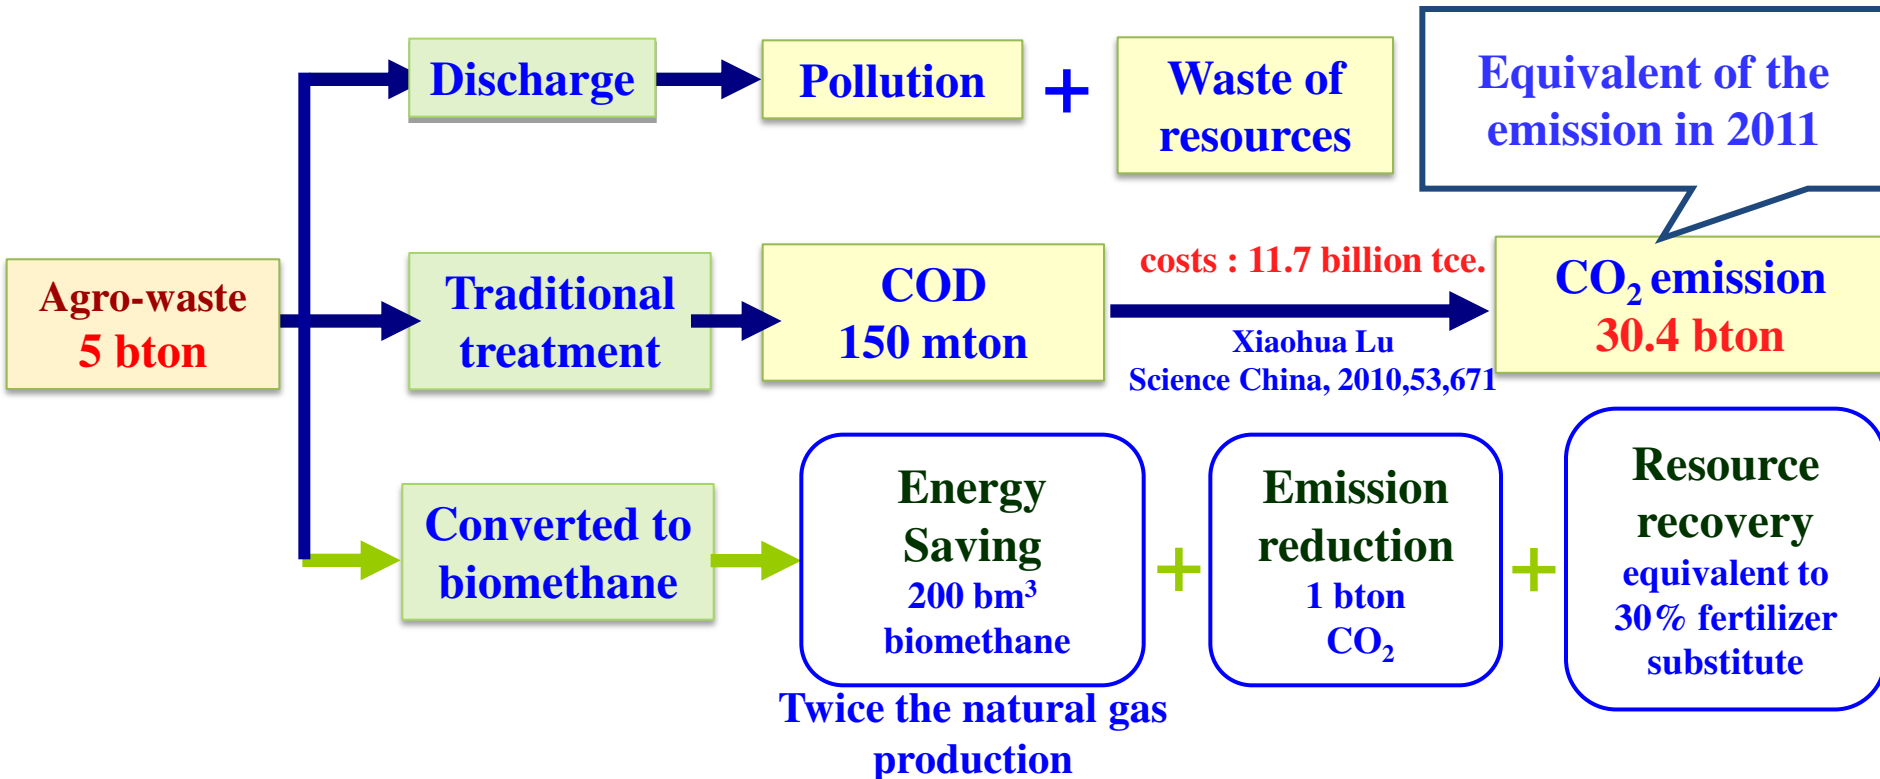 Discharge
Pollution
+
Waste of
resources
Equivalent of the
emission in 2011
Agro-waste
5 bton
Traditional
treatment
COD
150 mton
costs : 11.7 billion tce.
Xiaohua Lu
Science China, 2010,53,671
CO₂ emission
30.4 bton
Converted to
biomethane
Energy
Saving
200 bm³
biomethane
Twice the natural gas
production
+
Emission
reduction
1 bton
CO₂
+
Resource
recovery
equivalent to
30% fertilizer
substitute